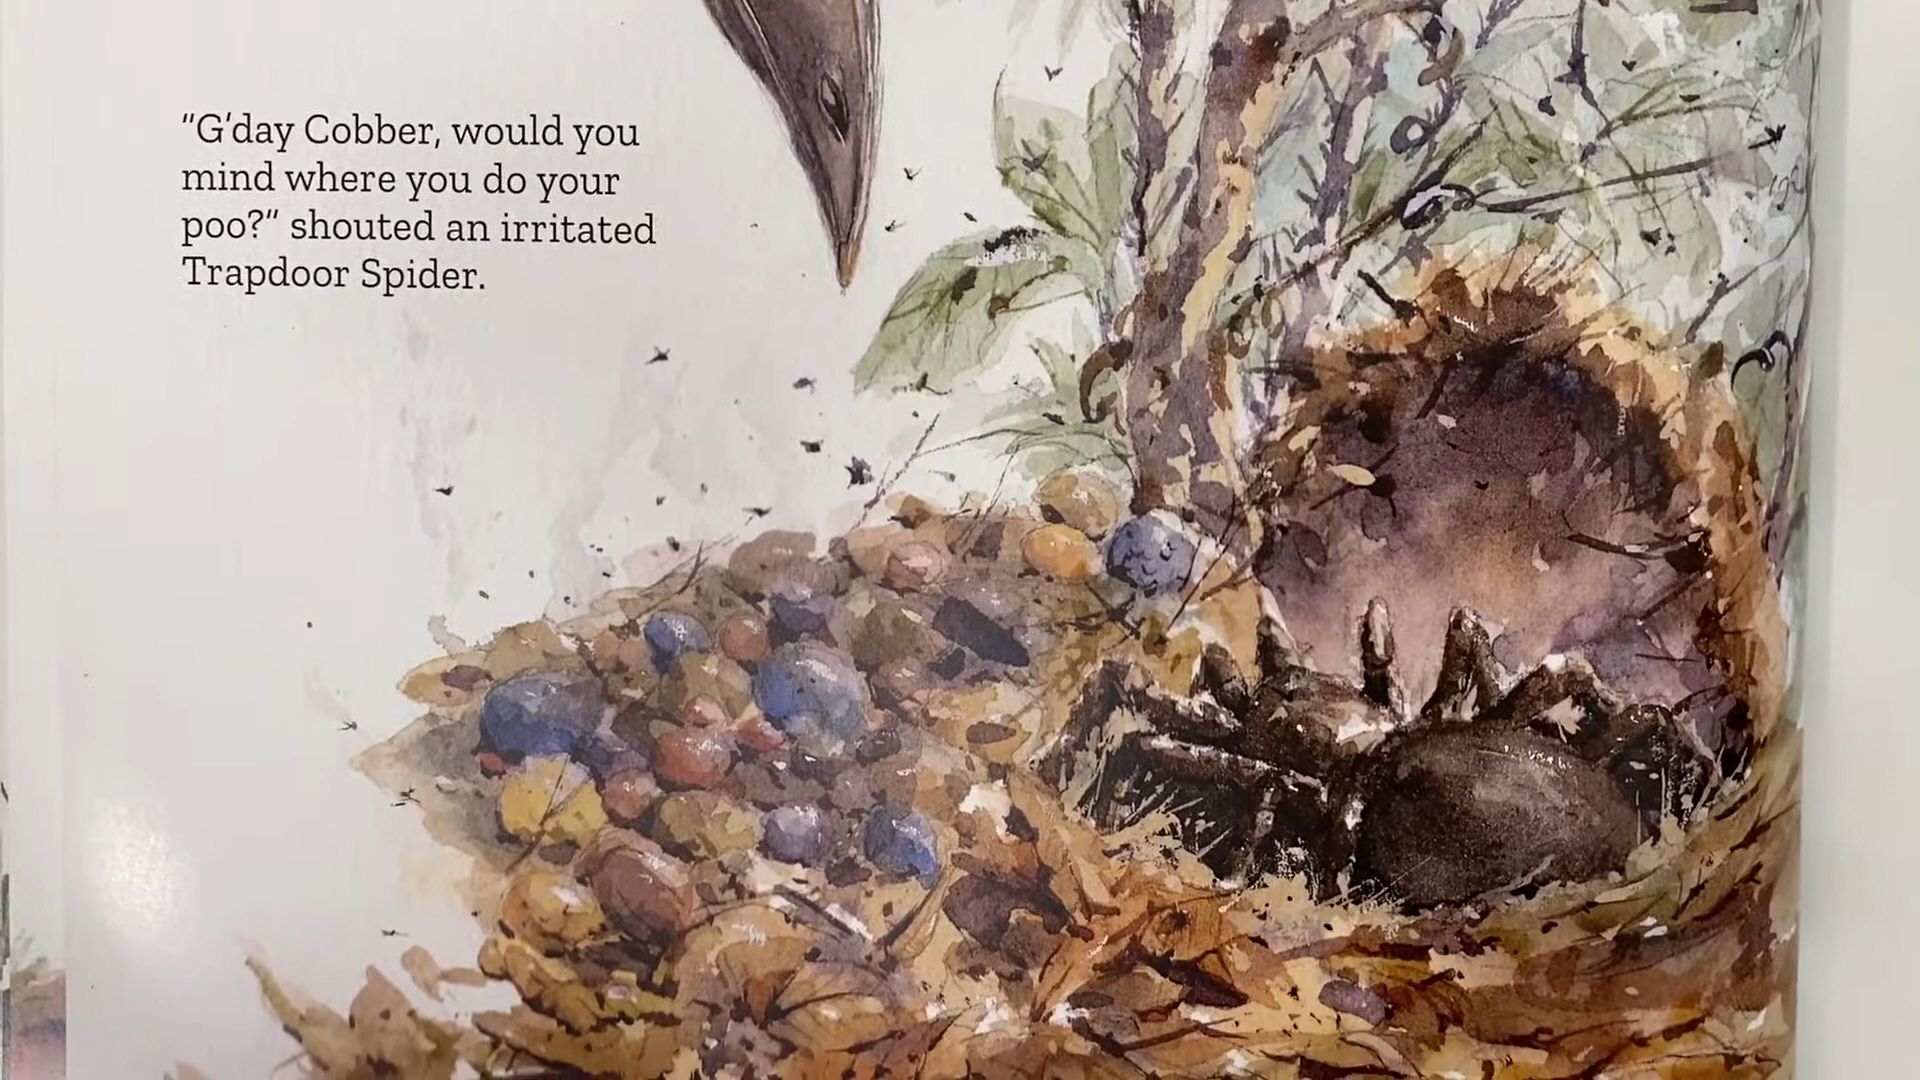 "G'day Cobber, would you
mind where you do your
poo?" shouted an irritated
Trapdoor Spider.